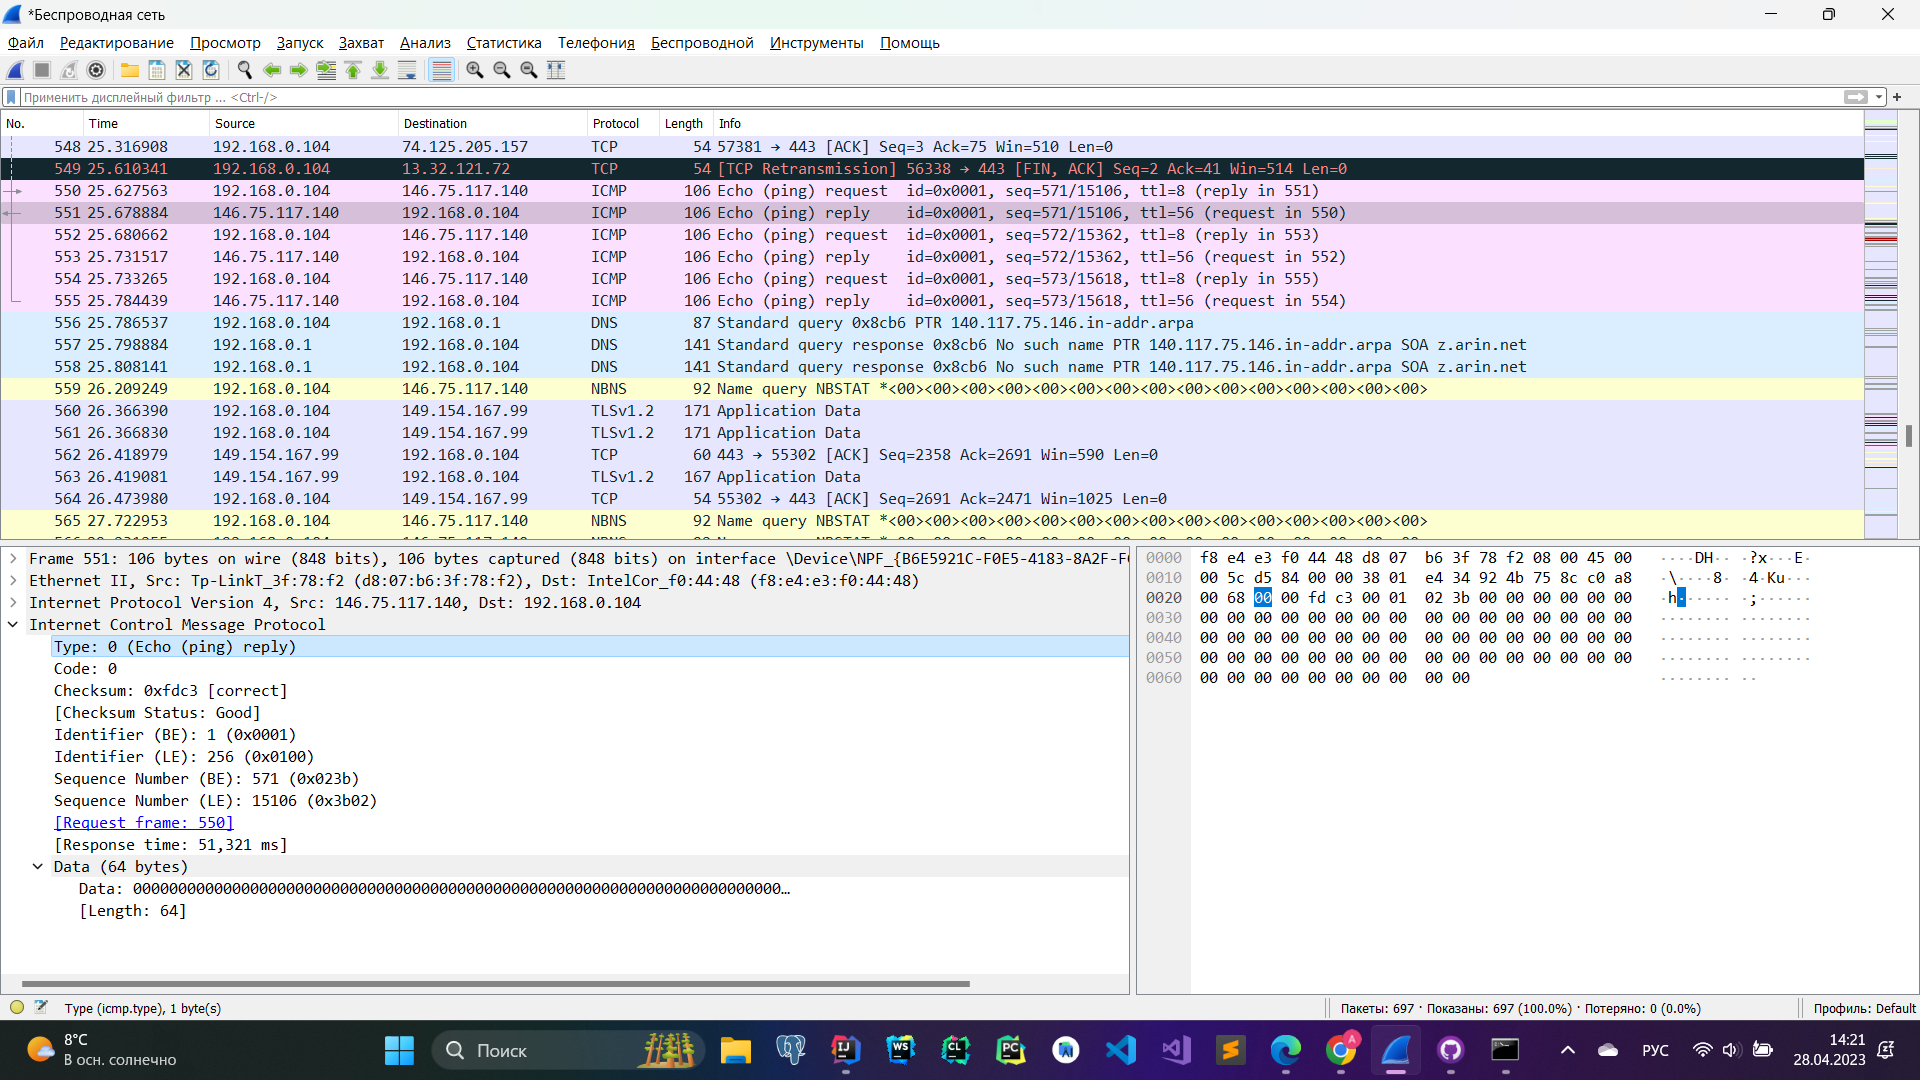 *Беспроводная сеть
Файл Редактирование Просмотр Запуск Захват Анализ Статистика Телефония Беспроводной Инструменты Помощь
Применить дисплейный фильтр ... <Ctrl-/>
No. Time Source Destination Protocol Length Info
548 25.316908 192.168.0.104 74.125.205.157 TCP 54 57381 → 443 [ACK] Seq=3 Ack=75 Win=510 Len=0
549 25.610341 192.168.0.104 13.32.121.72 TCP 54 [TCP Retransmission] 56338 → 443 [FIN, ACK] Seq=2 Ack=41 Win=514 Len=0
550 25.627563 192.168.0.104 146.75.117.140 ICMP 106 Echo (ping) request id=0x0001, seq=571/15106, ttl=8 (reply in 551)
551 25.678884 146.75.117.140 192.168.0.104 ICMP 106 Echo (ping) reply id=0x0001, seq=571/15106, ttl=56 (request in 550)
552 25.680662 192.168.0.104 146.75.117.140 ICMP 106 Echo (ping) request id=0x0001, seq=572/15362, ttl=8 (reply in 553)
553 25.731517 146.75.117.140 192.168.0.104 ICMP 106 Echo (ping) reply id=0x0001, seq=572/15362, ttl=56 (request in 552)
554 25.733265 192.168.0.104 146.75.117.140 ICMP 106 Echo (ping) request id=0x0001, seq=573/15618, ttl=8 (reply in 555)
555 25.784439 146.75.117.140 192.168.0.104 ICMP 106 Echo (ping) reply id=0x0001, seq=573/15618, ttl=56 (request in 554)
556 25.786537 192.168.0.104 192.168.0.1 DNS 87 Standard query 0x8cb6 PTR 140.117.75.146.in-addr.arpa
557 25.798884 192.168.0.1 192.168.0.104 DNS 141 Standard query response 0x8cb6 No such name PTR 140.117.75.146.in-addr.arpa SOA z.arin.net
558 25.808141 192.168.0.1 192.168.0.104 DNS 141 Standard query response 0x8cb6 No such name PTR 140.117.75.146.in-addr.arpa SOA z.arin.net
559 26.209249 192.168.0.104 146.75.117.140 NBNS 92 Name query NBSTAT *<00><00><00><00><00><00><00><00><00><00><00><00><00><00><00>
560 26.366390 192.168.0.104 149.154.167.99 TLSv1.2 171 Application Data
561 26.366830 192.168.0.104 149.154.167.99 TLSv1.2 171 Application Data
562 26.418979 149.154.167.99 192.168.0.104 TCP 60 443 → 55302 [ACK] Seq=2358 Ack=2691 Win=590 Len=0
563 26.419081 149.154.167.99 192.168.0.104 TLSv1.2 167 Application Data
564 26.473980 192.168.0.104 149.154.167.99 TCP 54 55302 → 443 [ACK] Seq=2691 Ack=2471 Win=1025 Len=0
565 27.722953 192.168.0.104 146.75.117.140 NBNS 92 Name query NBSTAT *<00><00><00><00><00><00><00><00><00><00><00><00><00><00><00>
Frame 551: 106 bytes on wire (848 bits), 106 bytes captured (848 bits) on interface \Device\NPF_{B6E5921C-F0E5-4183-8A2F-F
Ethernet II, Src: Tp-LinkT_3f:78:f2 (d8:07:b6:3f:78:f2), Dst: IntelCor_f0:44:48 (f8:e4:e3:f0:44:48)
Internet Protocol Version 4, Src: 146.75.117.140, Dst: 192.168.0.104
Internet Control Message Protocol
Type: 0 (Echo (ping) reply)
Code: 0
Checksum: 0xfdc3 [correct]
[Checksum Status: Good]
Identifier (BE): 1 (0x0001)
Identifier (LE): 256 (0x0100)
Sequence Number (BE): 571 (0x023b)
Sequence Number (LE): 15106 (0x3b02)
[Request frame: 550]
[Response time: 51,321 ms]
Data (64 bytes)
Data: 000000000000000000000000000000000000000000000000000000000000000000000000…
[Length: 64]
0000 f8 e4 e3 f0 44 48 d8 07 b6 3f 78 f2 08 00 45 00 ····DH·· ·?x···E·
0010 00 5c d5 84 00 00 38 01 e4 34 92 4b 75 8c c0 a8 ·\····8· ·4·Ku···
0020 00 68 00 00 fd c3 00 01 02 3b 00 00 00 00 00 00 ·h······ ·;······
0030 00 00 00 00 00 00 00 00 00 00 00 00 00 00 00 00 ········ ········
0040 00 00 00 00 00 00 00 00 00 00 00 00 00 00 00 00 ········ ········
0050 00 00 00 00 00 00 00 00 00 00 00 00 00 00 00 00 ········ ········
0060 00 00 00 00 00 00 00 00 00 00 ········ ··
Type (icmp.type), 1 byte(s)
Пакеты: 697 · Показаны: 697 (100.0%) · Потеряно: 0 (0.0%)
Профиль: Default
8°C
В осн. солнечно
Поиск
IJ WS CL PC A
РУС
14:21
28.04.2023